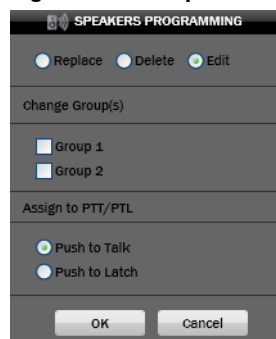 SPEAKERS PROGRAMMING
Replace Delete Edit
Change Group(s)
Group 1
Group 2
Assign to PTT/PTL
Push to Talk
Push to Latch
OK Cancel